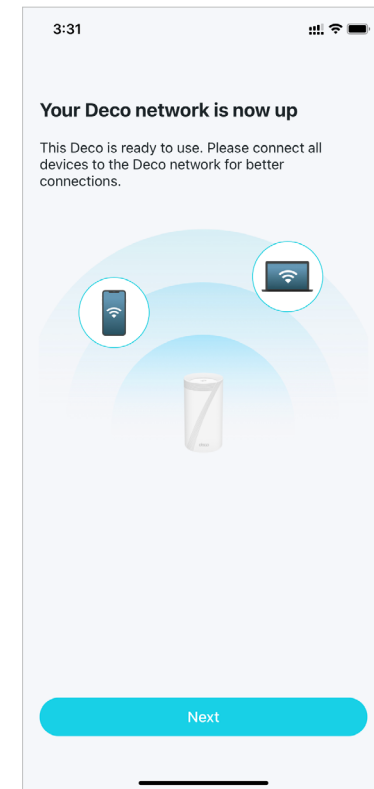 3:31
Your Deco network is now up
This Deco is ready to use. Please connect all
devices to the Deco network for better
connections.
Next